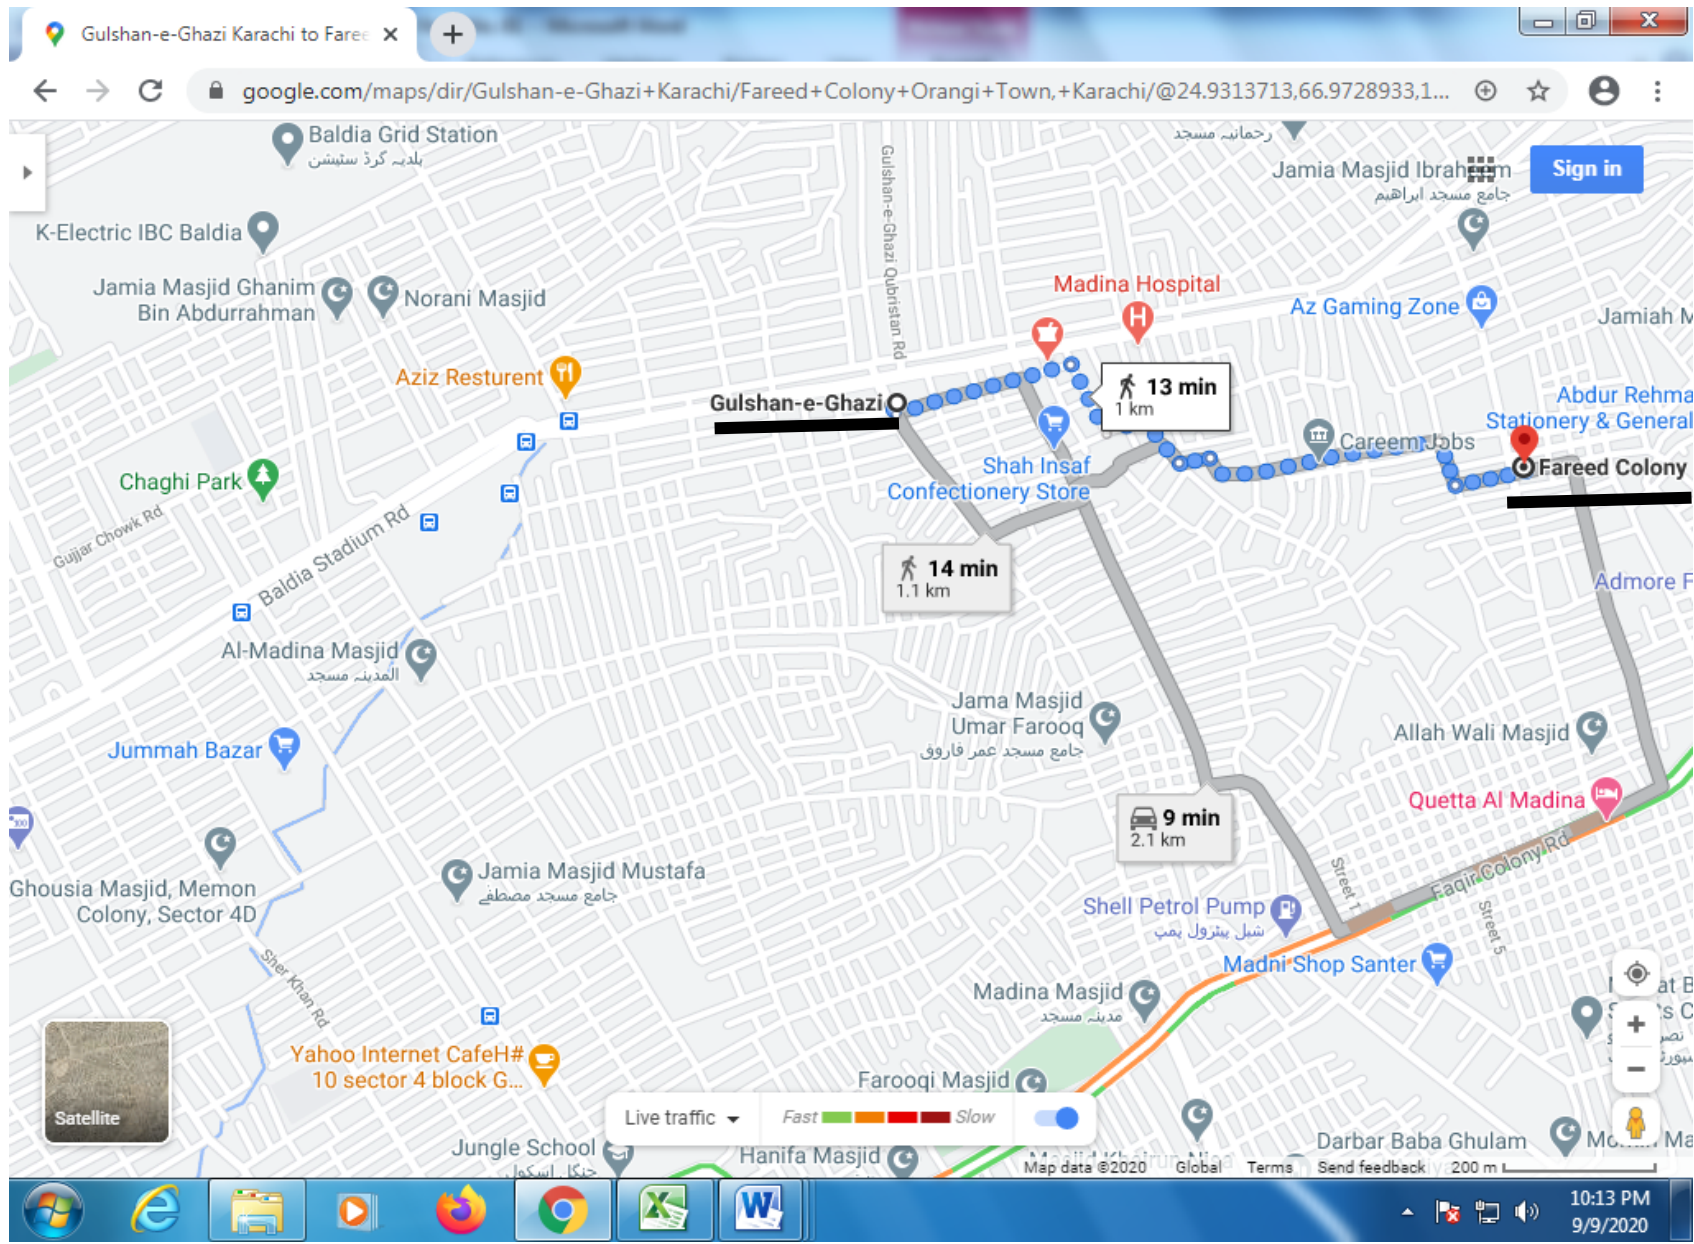 Gulshan-e-Ghazi Karachi to Faree
google.com/maps/dir/Gulshan-e-Ghazi+Karachi/Fareed+Colony+Orangi+Town,+Karachi/@24.9313713,66.9728933,1...
Baldia Grid Station
بلدیہ گرڈ سٹیشن
رحمانیہ مسجد
Jamia Masjid Ibraheem
جامع مسجد ابراهيم
Sign in
K-Electric IBC Baldia
Gulshan-e-Ghazi Qubristan Rd
Jamia Masjid Ghanim
Bin Abdurrahman
Norani Masjid
Madina Hospital
Az Gaming Zone
Jamiah M
Aziz Resturent
Gulshan-e-Ghazi
13 min
1 km
Abdur Rehma
Stationery & General
Careem Jobs
Fareed Colony
Shah Insaf
Confectionery Store
Chaghi Park
Gujjar Chowk Rd
Baldia Stadium Rd
14 min
1.1 km
Admore F
Al-Madina Masjid
المدینہ مسجد
Jama Masjid
Umar Farooq
جامع مسجد عمر فاروق
Allah Wali Masjid
Jummah Bazar
Quetta Al Madina
9 min
2.1 km
Ghousia Masjid, Memon
Colony, Sector 4D
Jamia Masjid Mustafa
جامع مسجد مصطفے
Street 1
Faqir Colony Rd
Street 5
Shell Petrol Pump
شیل پیٹرول پمپ
Madni Shop Santer
Sher Khan Rd
Madina Masjid
مدینہ مسجد
Yahoo Internet CafeH#
10 sector 4 block G...
Farooqi Masjid
Satellite
Live traffic
Fast
Slow
Jungle School
جنگل اسکول
Hanifa Masjid
Darbar Baba Ghulam
Map data ©2020 Global Terms Send feedback 200 m
10:13 PM
9/9/2020